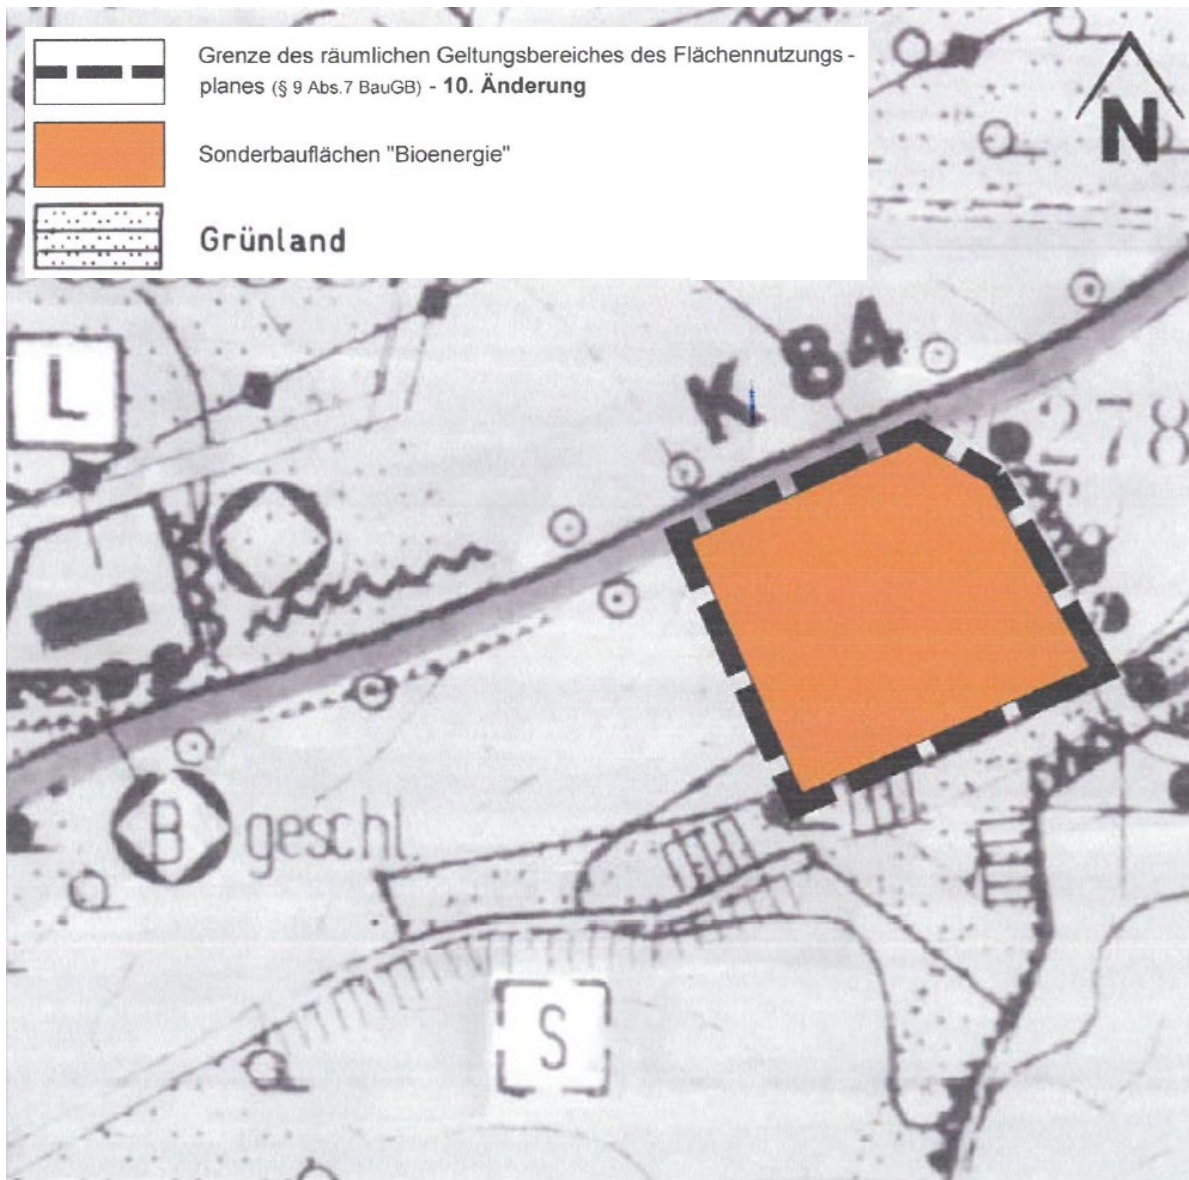 Grenze des räumlichen Geltungsbereiches des Flächennutzungs-
planes (§ 9 Abs.7 BauGB) - 10. Änderung
Sonderbauflächen "Bioenergie"
Grünland
N
K 84
L
278
B geschl.
S